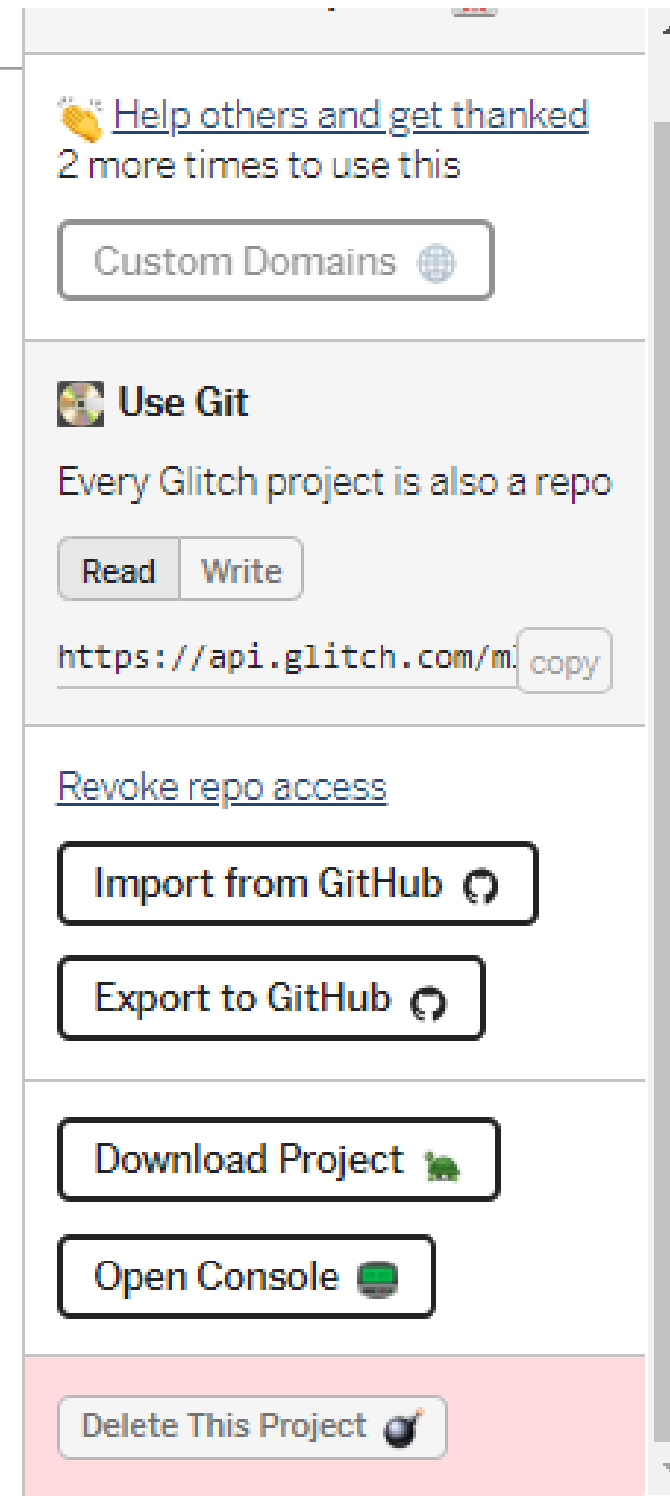 Help others and get thanked
2 more times to use this
Custom Domains
Use Git
Every Glitch project is also a repo
Read Write
https://api.glitch.com/m copy
Revoke repo access
Import from GitHub
Export to GitHub
Download Project
Open Console
Delete This Project